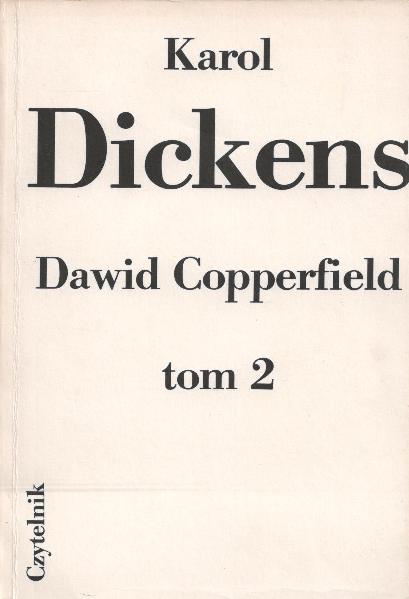 Karol
Dickens
Dawid Copperfield
tom 2
Czytelnik